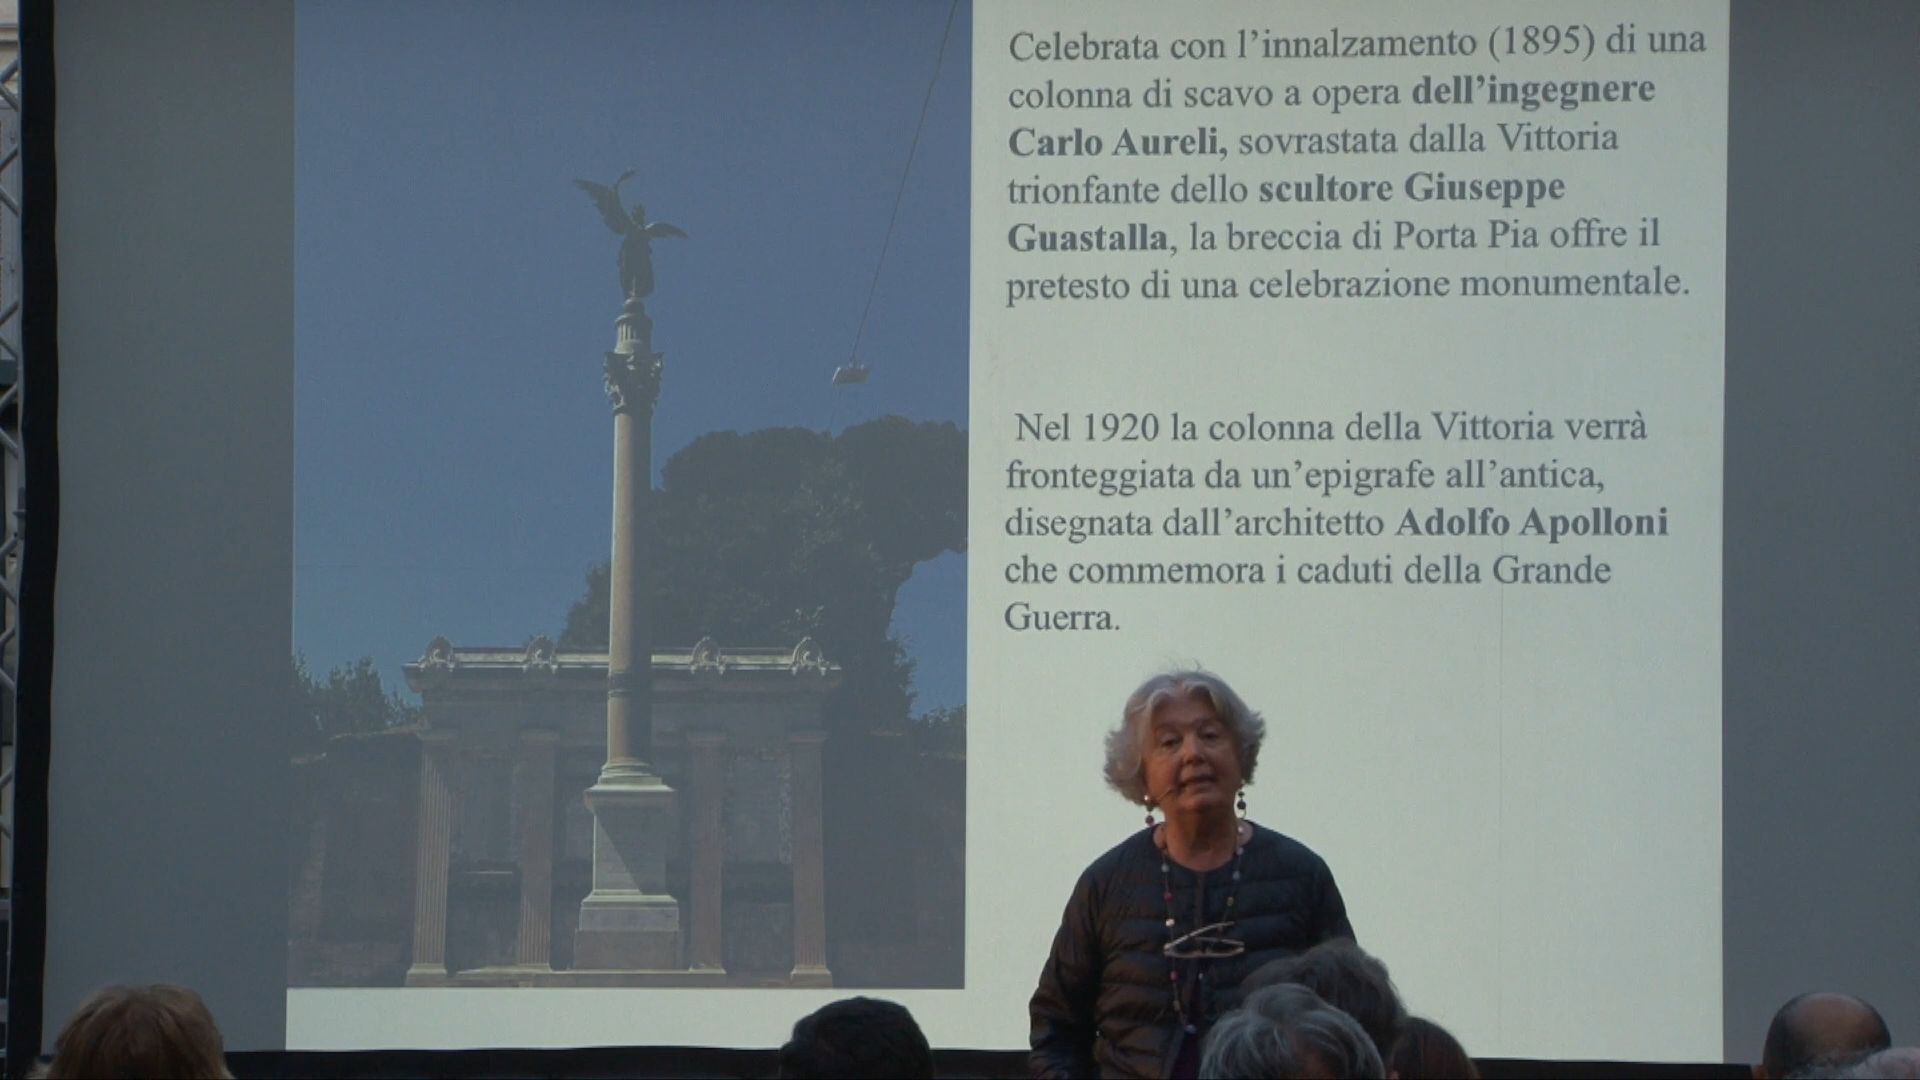 Celebrata con l’innalzamento (1895) di una
colonna di scavo a opera dell’ingegnere
Carlo Aureli, sovrastata dalla Vittoria
trionfante dello scultore Giuseppe
Guastalla, la breccia di Porta Pia offre il
pretesto di una celebrazione monumentale.
Nel 1920 la colonna della Vittoria verrà
fronteggiata da un’epigrafe all’antica,
disegnata dall’architetto Adolfo Apolloni
che commemora i caduti della Grande
Guerra.